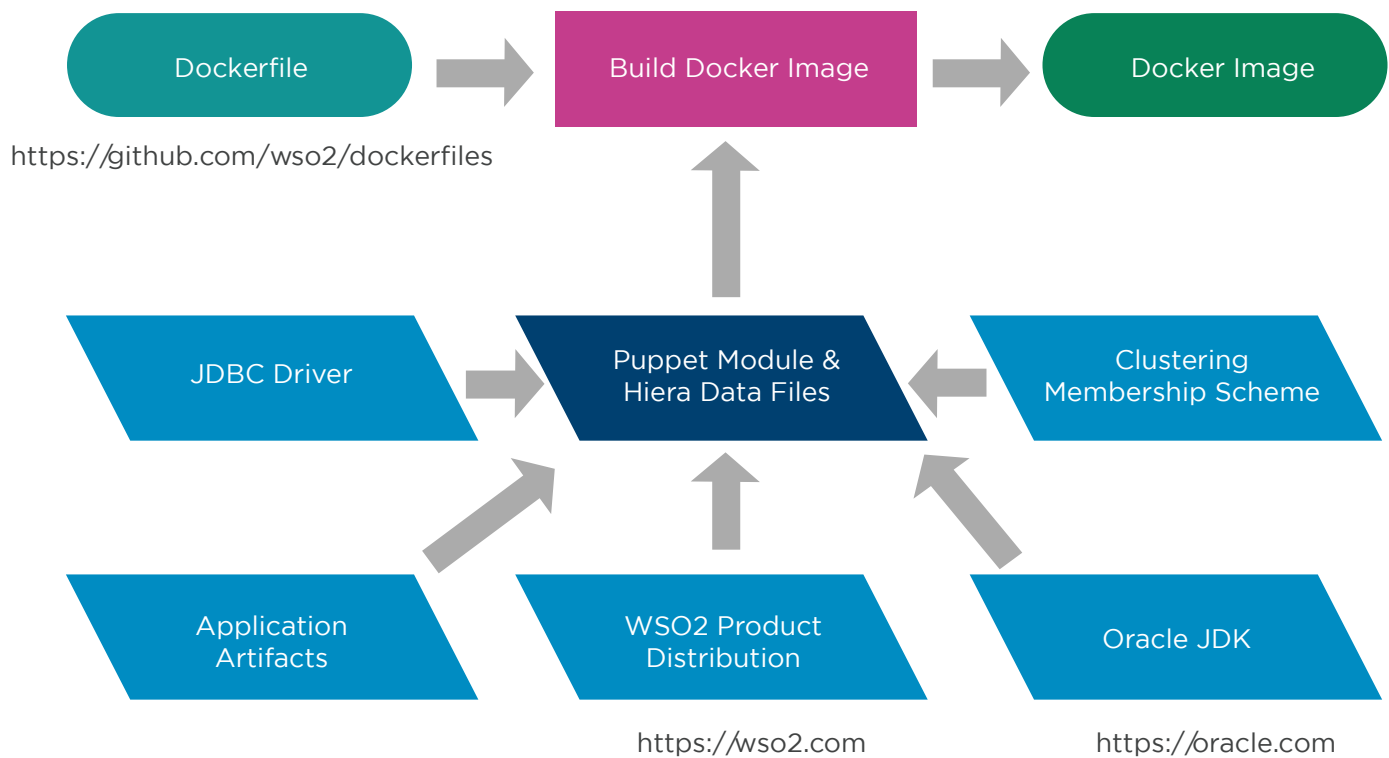 Dockerfile
Build Docker Image
Docker Image
https://github.com/wso2/dockerfiles
JDBC Driver
Puppet Module &
Hiera Data Files
Clustering
Membership Scheme
Application
Artifacts
WSO2 Product
Distribution
Oracle JDK
https://wso2.com
https://oracle.com